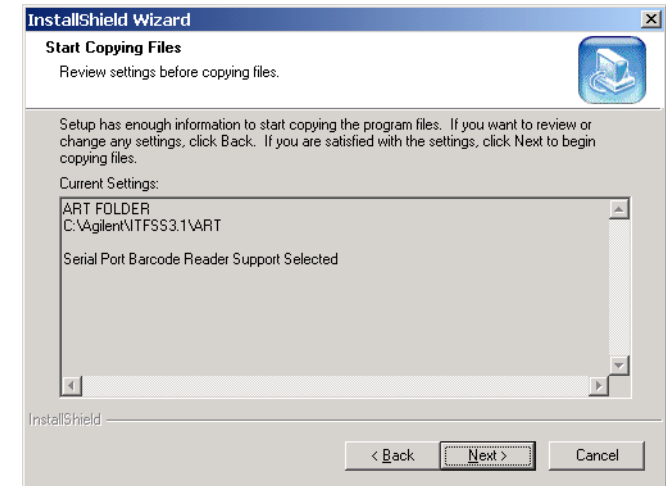 InstallShield Wizard
Start Copying Files
Review settings before copying files.
Setup has enough information to start copying the program files.  If you want to review or
change any settings, click Back.  If you are satisfied with the settings, click Next to begin
copying files.
Current Settings:
ART FOLDER
C:\Agilent\ITFSS3.1\ART
Serial Port Barcode Reader Support Selected
InstallShield
< Back
Next >
Cancel